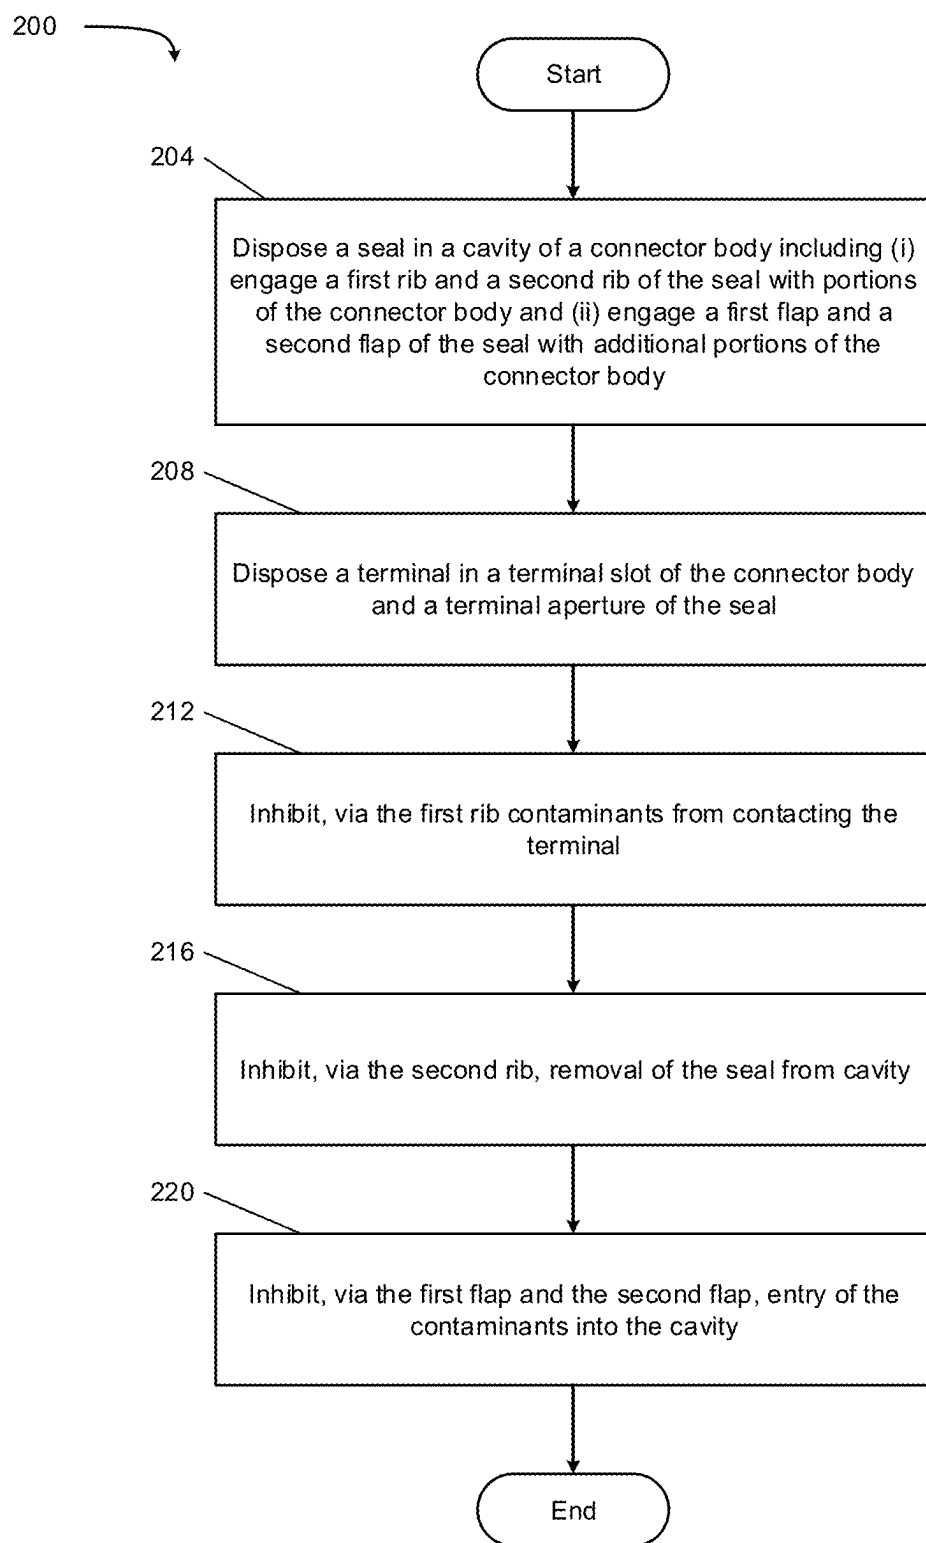 200
Start
204
Dispose a seal in a cavity of a connector body including (i)
engage a first rib and a second rib of the seal with portions
of the connector body and (ii) engage a first flap and a
second flap of the seal with additional portions of the
connector body
208
Dispose a terminal in a terminal slot of the connector body
and a terminal aperture of the seal
212
Inhibit, via the first rib contaminants from contacting the
terminal
216
Inhibit, via the second rib, removal of the seal from cavity
220
Inhibit, via the first flap and the second flap, entry of the
contaminants into the cavity
End